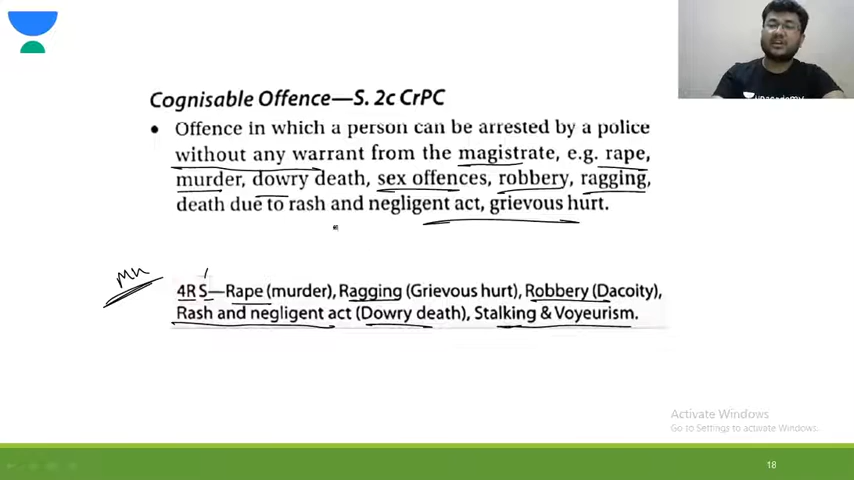 Cognisable Offence—S. 2c CrPC
• Offence in which a person can be arrested by a police
without any warrant from the magistrate, e.g. rape,
murder, dowry death, sex offences, robbery, ragging,
death due to rash and negligent act, grievous hurt.
4R S—Rape (murder), Ragging (Grievous hurt), Robbery (Dacoity),
Rash and negligent act (Dowry death), Stalking & Voyeurism.
Activate Windows
Go to Settings to activate Windows.
18